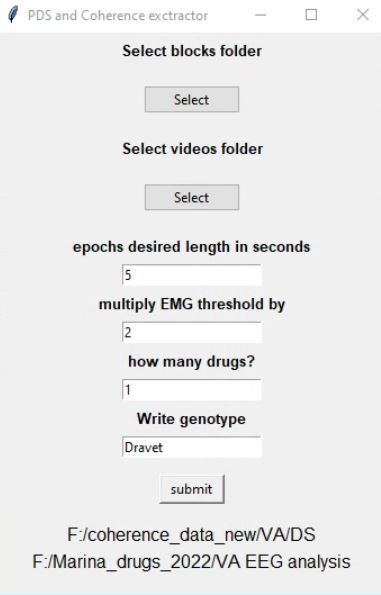 PDS and Coherence exctractor
Select blocks folder
Select
Select videos folder
Select
epochs desired length in seconds
5
multiply EMG threshold by
2
how many drugs?
1
Write genotype
Dravet
submit
F:/coherence_data_new/VA/DS
F:/Marina_drugs_2022/VA EEG analysis